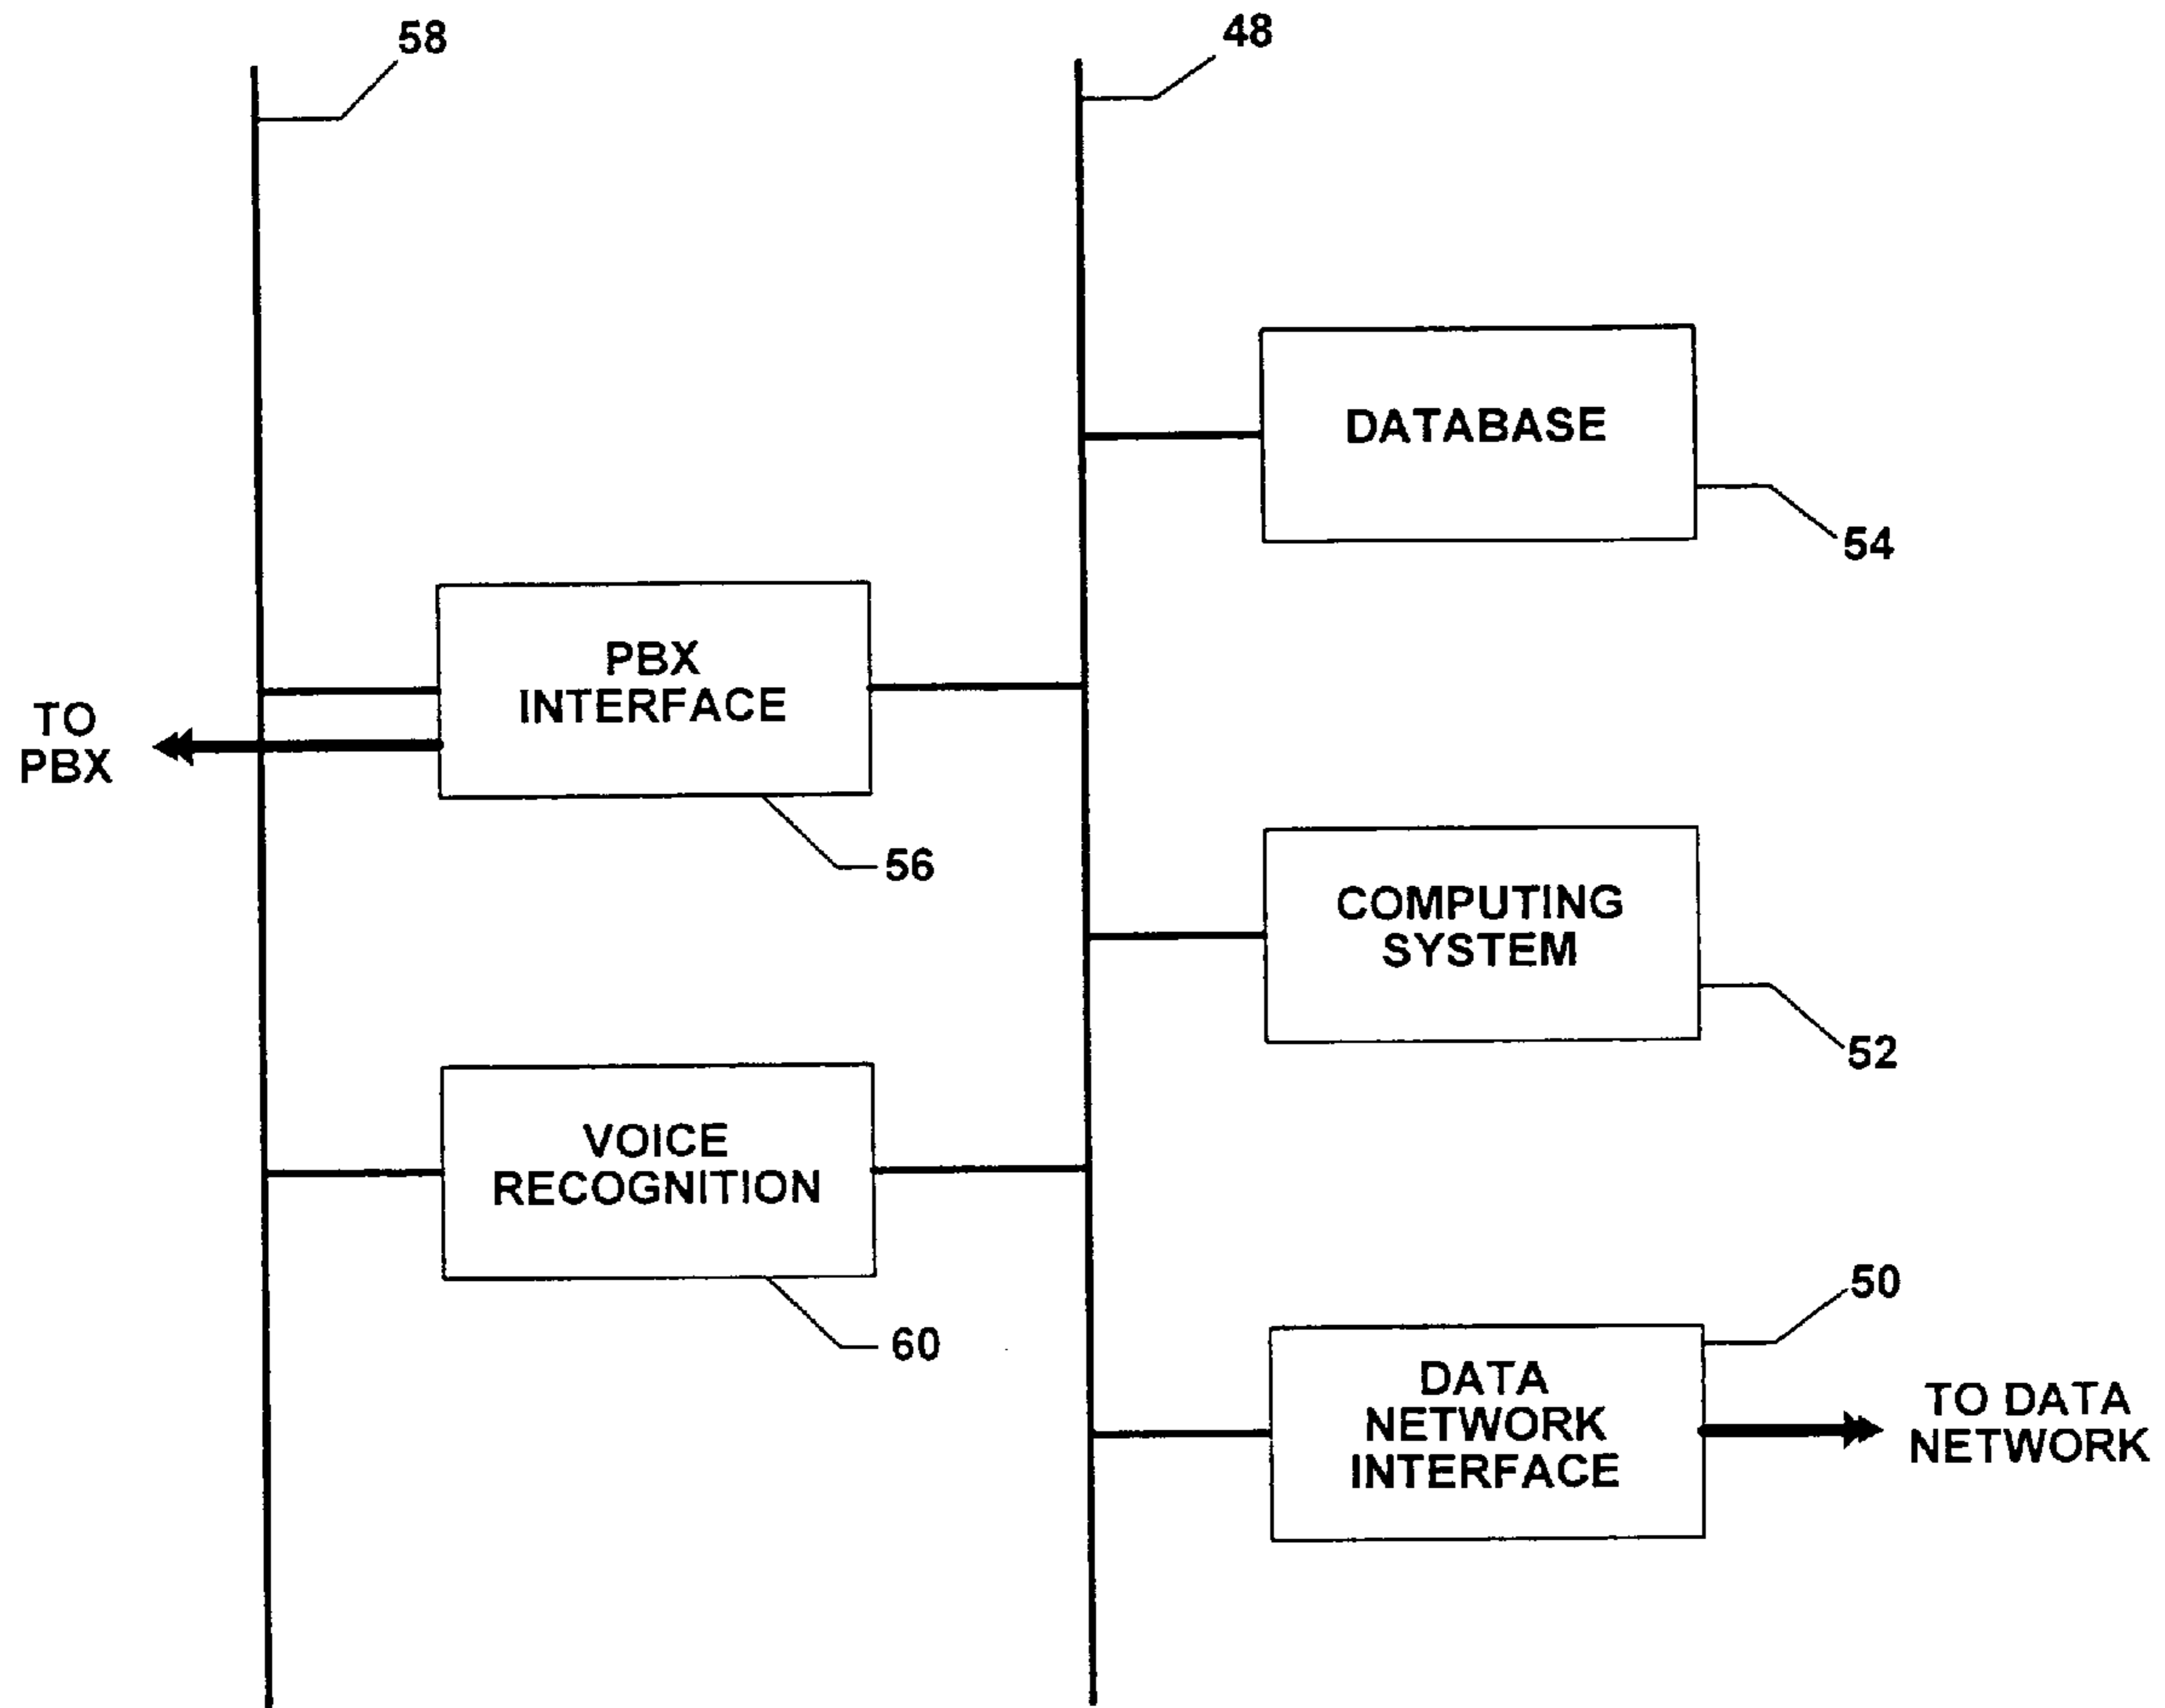 58
48
DATABASE
54
PBX
INTERFACE
TO
PBX
56
COMPUTING
SYSTEM
52
VOICE
RECOGNITION
60
50
DATA
NETWORK
INTERFACE
TO DATA
NETWORK